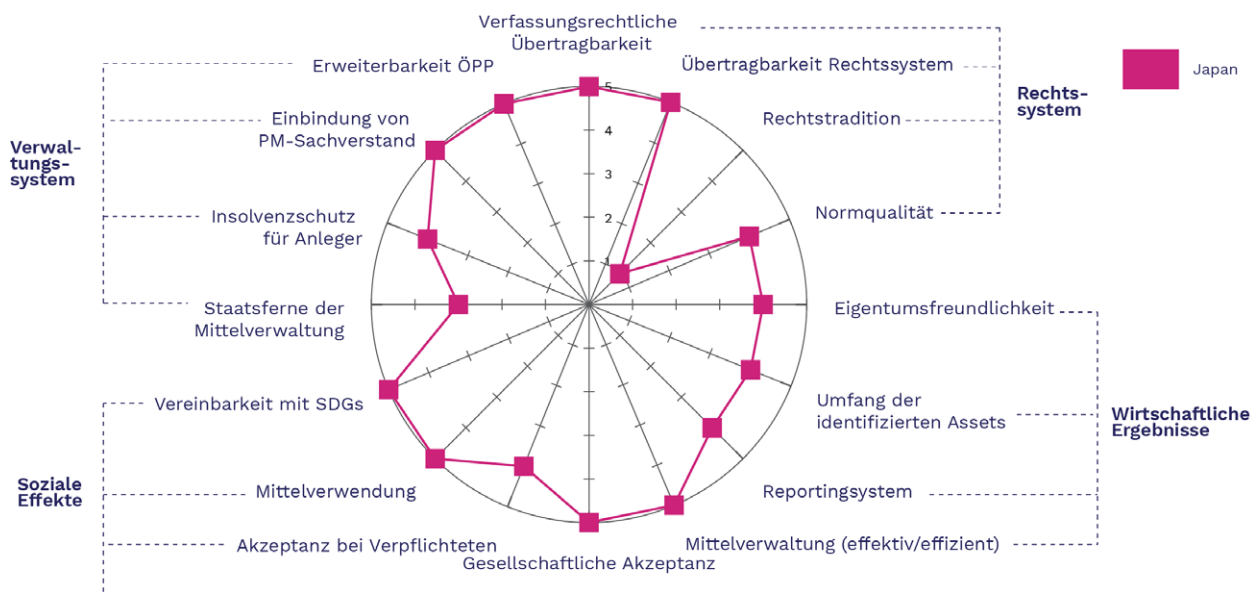 Verfassungsrechtliche
Übertragbarkeit
Erweiterbarkeit ÖPP
Übertragbarkeit Rechtssystem
Japan
Rechts-
system
Einbindung von
PM-Sachverstand
Rechtstradition
Verwal-
tungs-
system
Insolvenzschutz
für Anleger
Normqualität
5
4
3
2
1
Staatsferne der
Mittelverwaltung
Eigentumsfreundlichkeit
Vereinbarkeit mit SDGs
Umfang der
identifizierten Assets
Wirtschaftliche
Ergebnisse
Soziale
Effekte
Mittelverwendung
Reportingsystem
Akzeptanz bei Verpflichteten
Mittelverwaltung (effektiv/effizient)
Gesellschaftliche Akzeptanz